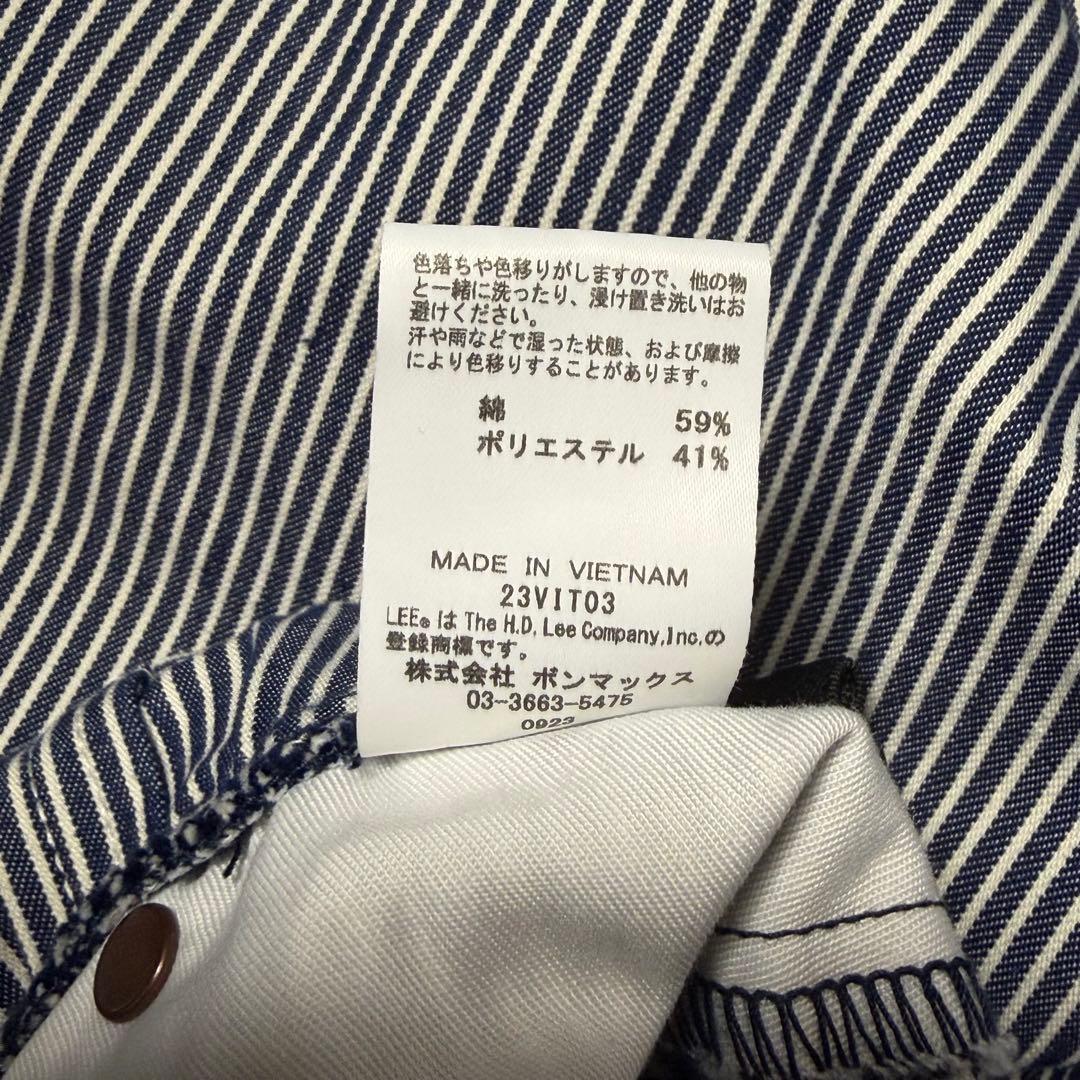 色落ちや色移りがしますので、他の物
と一緒に洗ったり、浸け置き洗いはお
避けください。
汗や雨などで湿った状態、および摩擦
により色移りすることがあります。
綿 59%
ポリエステル 41%
MADE IN VIETNAM
23VIT03
LEE®は The H.D. Lee Company,Inc.の
登録商標です。
株式会社 ボンマックス
03-3663-5475
0923